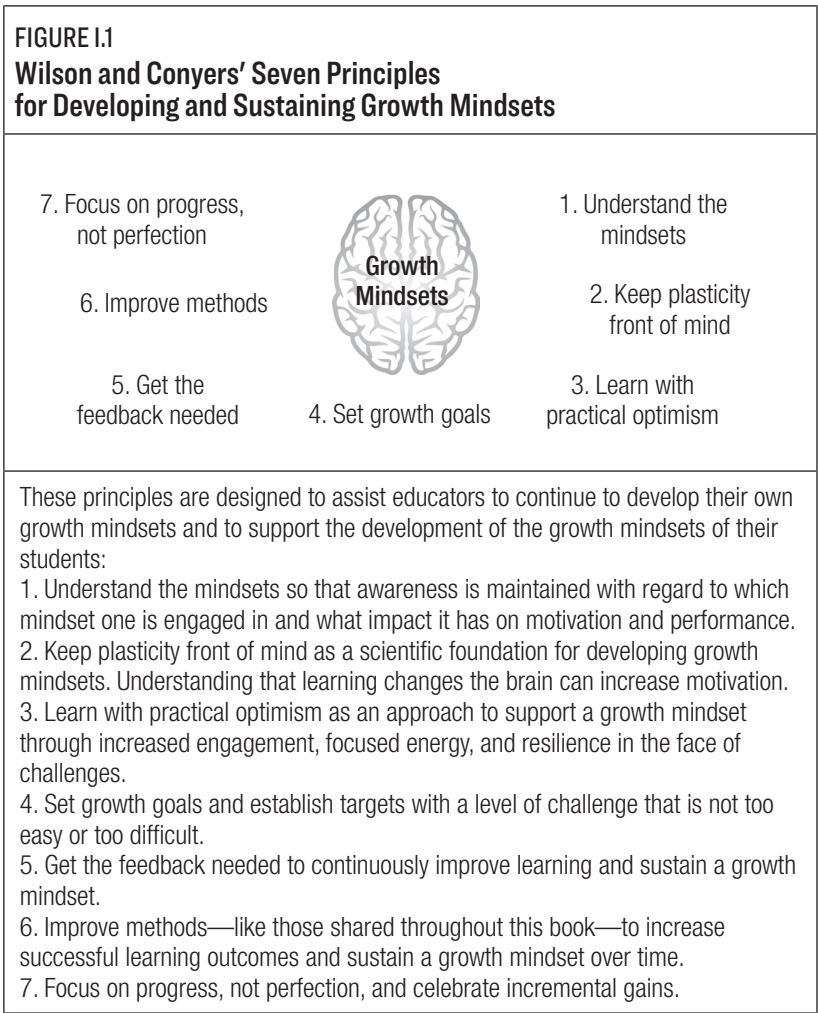 FIGURE I.1
Wilson and Conyers' Seven Principles
for Developing and Sustaining Growth Mindsets
7. Focus on progress,
not perfection
6. Improve methods
5. Get the
feedback needed
Growth
Mindsets
4. Set growth goals
1. Understand the
mindsets
2. Keep plasticity
front of mind
3. Learn with
practical optimism
These principles are designed to assist educators to continue to develop their own
growth mindsets and to support the development of the growth mindsets of their
students:
1. Understand the mindsets so that awareness is maintained with regard to which
mindset one is engaged in and what impact it has on motivation and performance.
2. Keep plasticity front of mind as a scientific foundation for developing growth
mindsets. Understanding that learning changes the brain can increase motivation.
3. Learn with practical optimism as an approach to support a growth mindset
through increased engagement, focused energy, and resilience in the face of
challenges.
4. Set growth goals and establish targets with a level of challenge that is not too
easy or too difficult.
5. Get the feedback needed to continuously improve learning and sustain a growth
mindset.
6. Improve methods—like those shared throughout this book—to increase
successful learning outcomes and sustain a growth mindset over time.
7. Focus on progress, not perfection, and celebrate incremental gains.